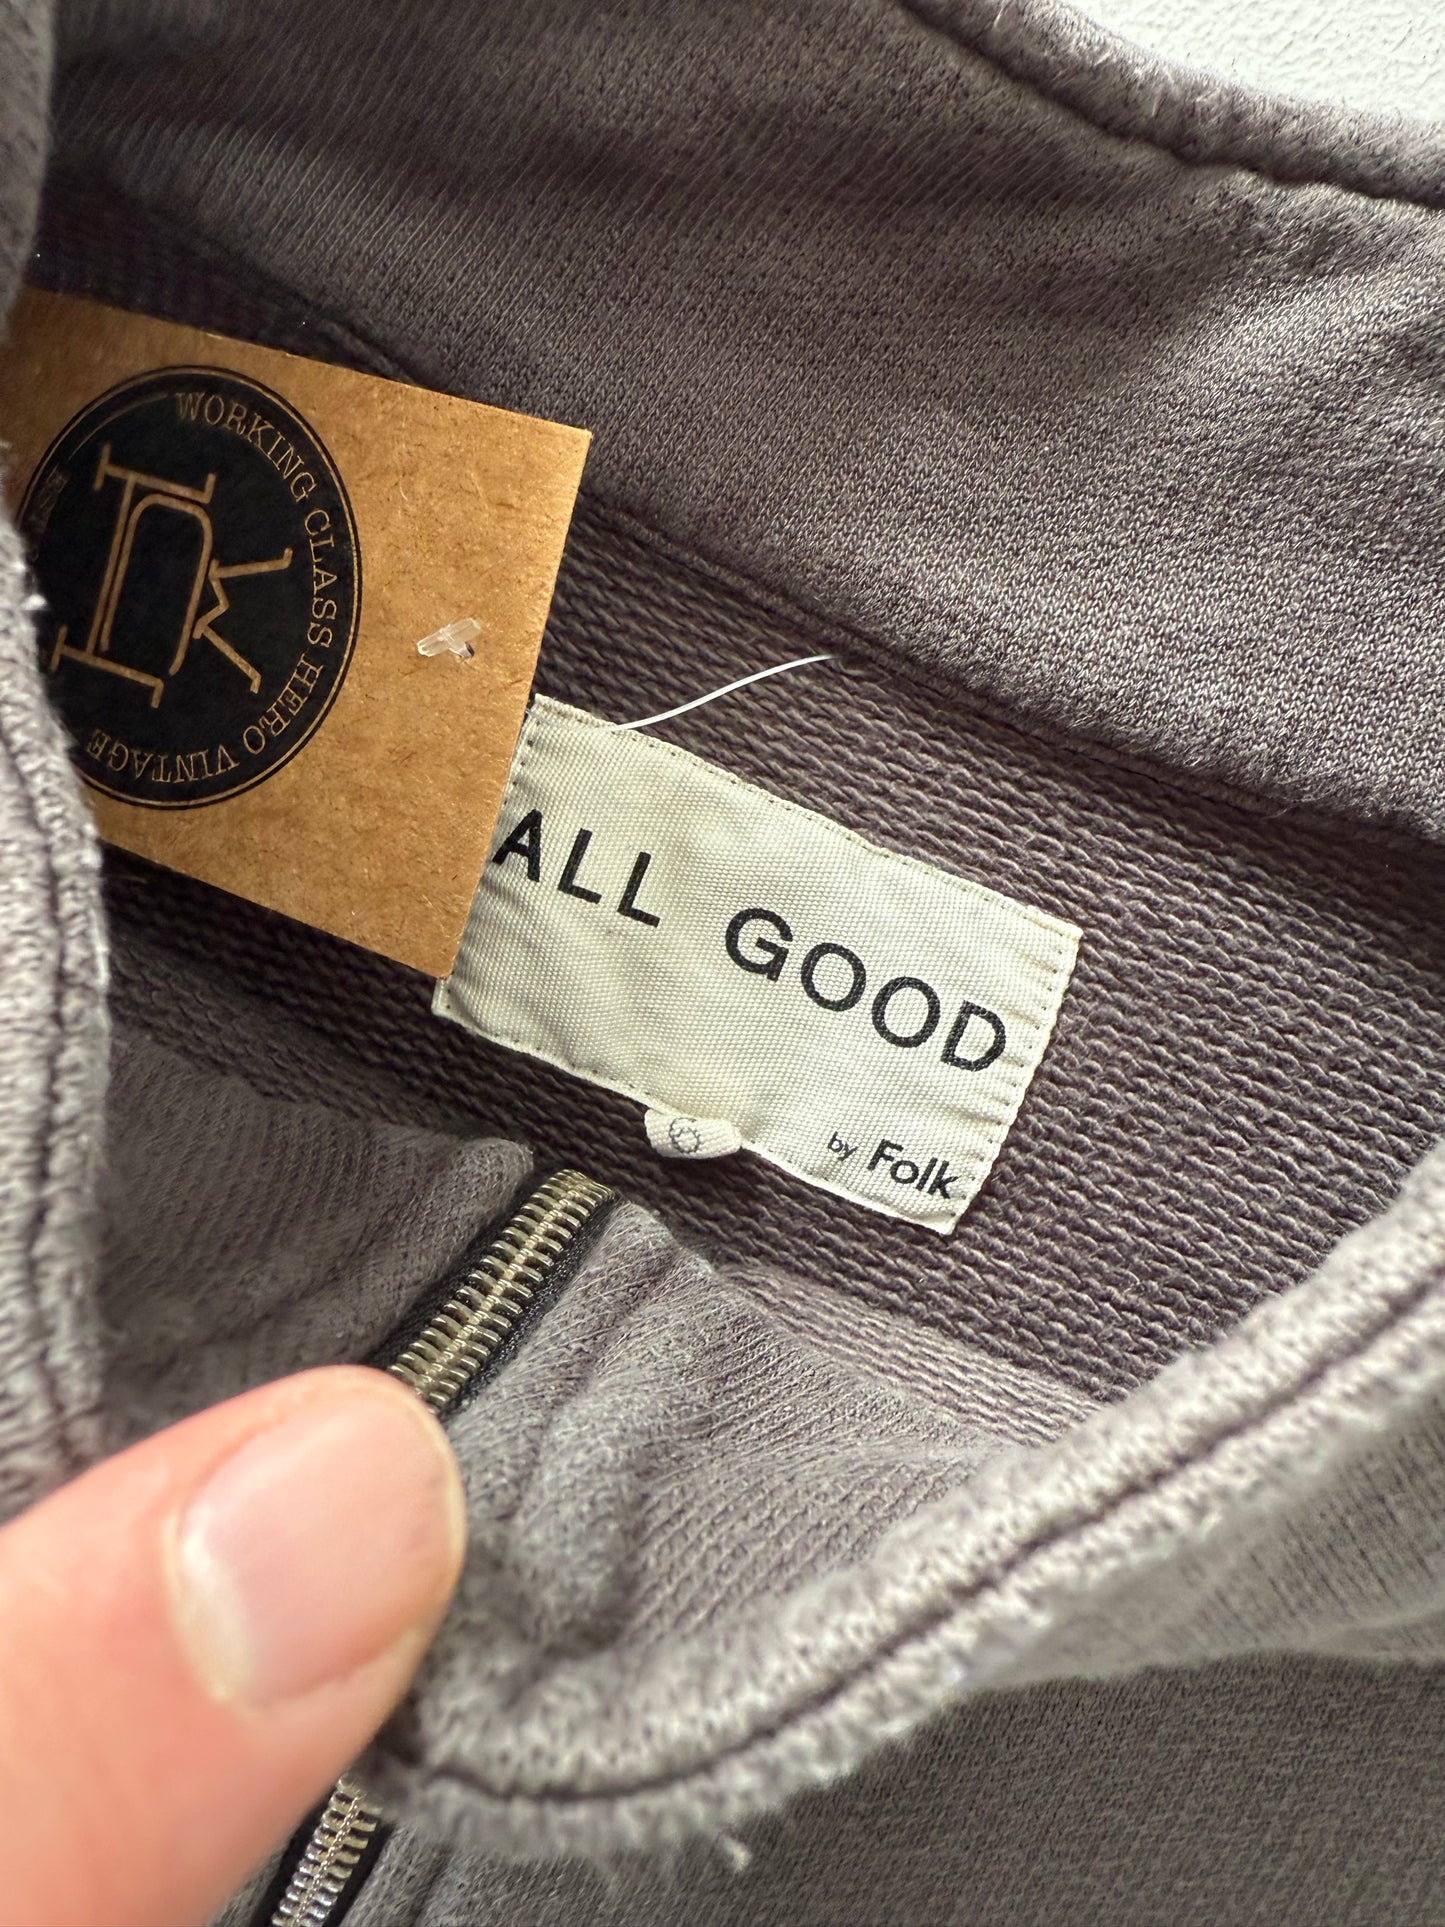 WORKING CLASS HERO VINTAGE
ALL GOOD
by Folk